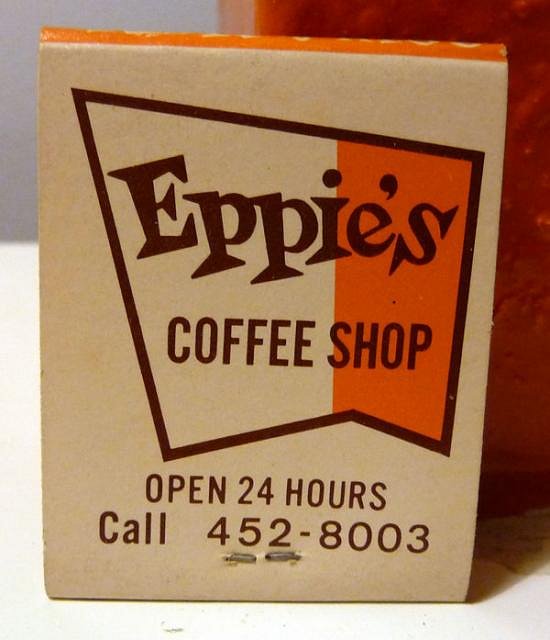 Eppie's
COFFEE SHOP
OPEN 24 HOURS
Call 452-8003